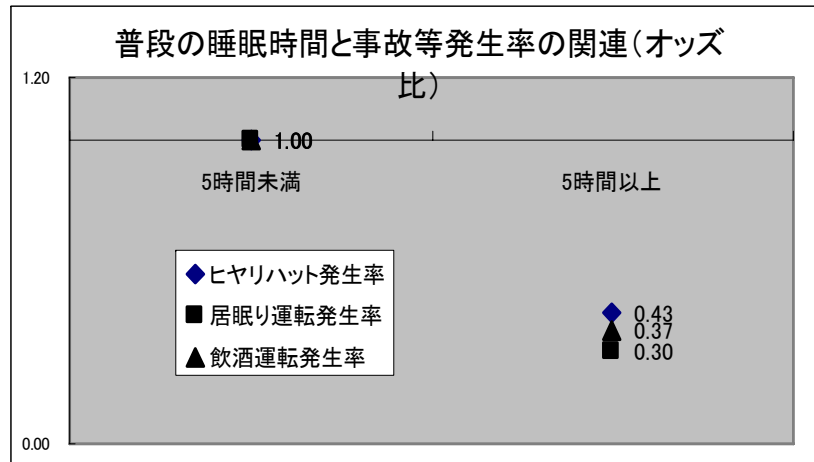 普段の睡眠時間と事故等発生率の関連（オッズ
比）
1.20
1.00
5時間未満
5時間以上
◆ヒヤリハット発生率
■居眠り運転発生率
▲飲酒運転発生率
0.43
0.37
0.30
0.00